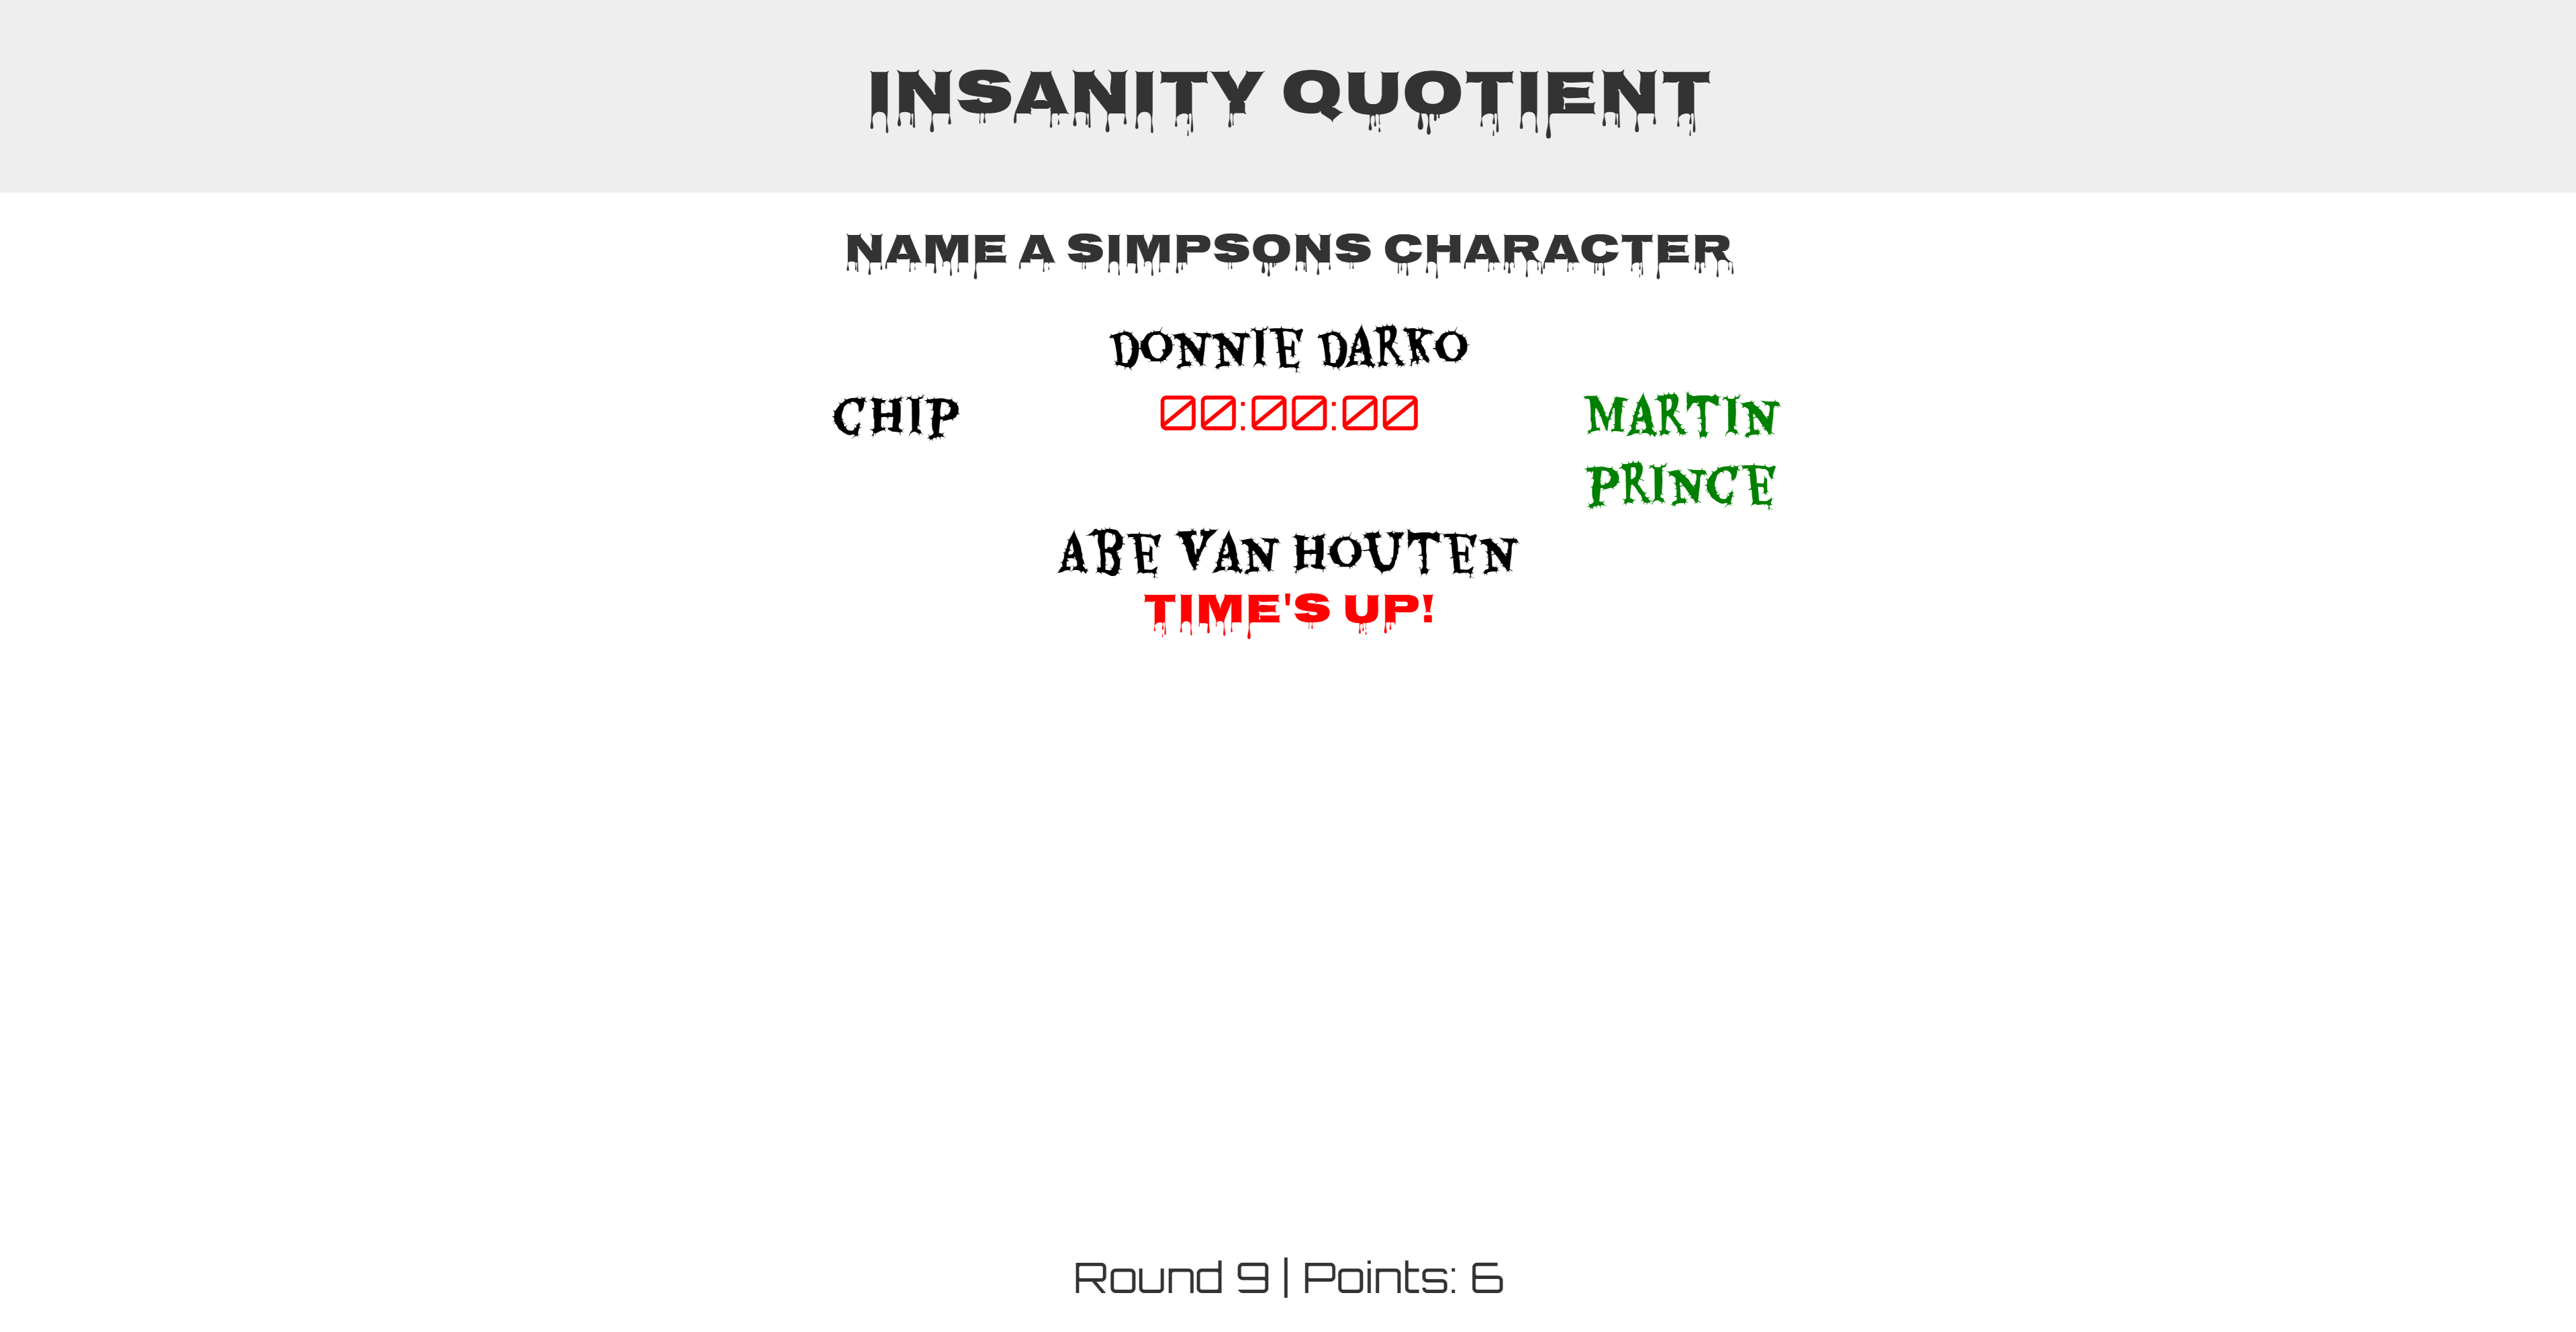 INSANITY QUOTIENT
NAME A SIMPSONS CHARACTER
DONNIE DARKO
CHIP
00:00:00
MARTIN
PRINCE
ABE VAN HOUTEN
TIME'S UP!
Round 9 | Points: 6